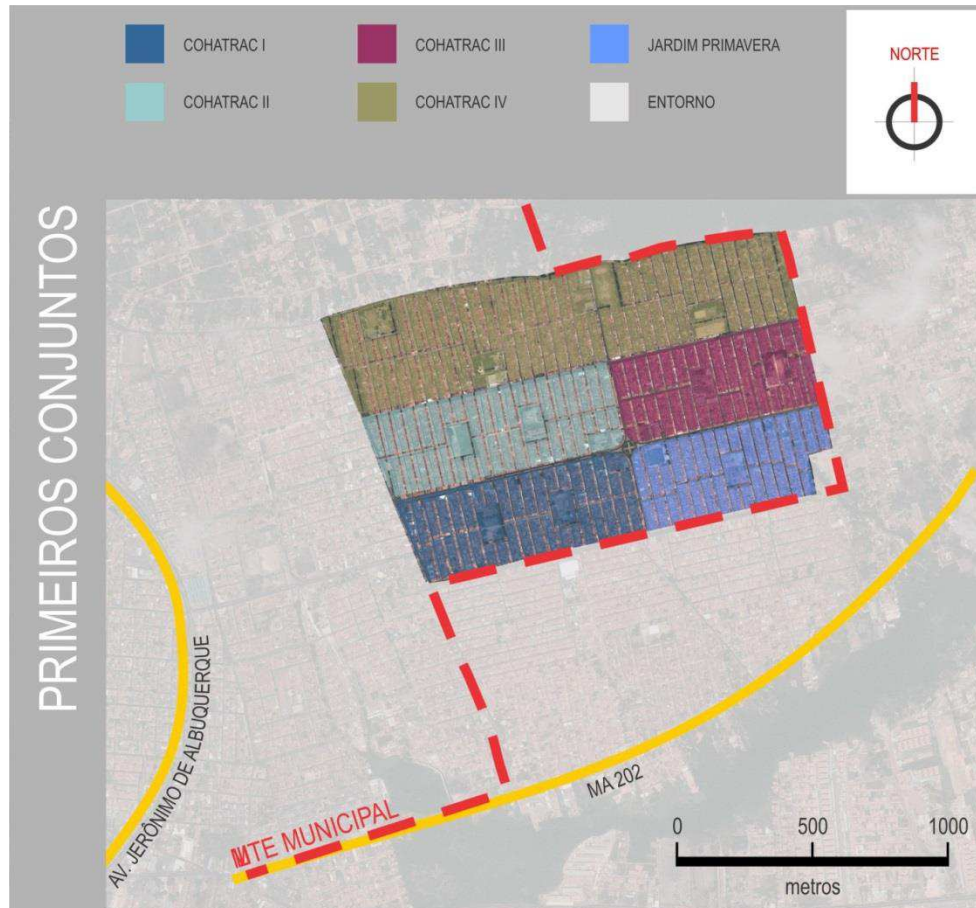 COHATRAC I
COHATRAC III
JARDIM PRIMAVERA
COHATRAC II
COHATRAC IV
ENTORNO
NORTE
PRIMEIROS CONJUNTOS
AV. JERÔNIMO DE ALBUQUERQUE
MA 202
MUNICIPAL
0 500 1000
metros